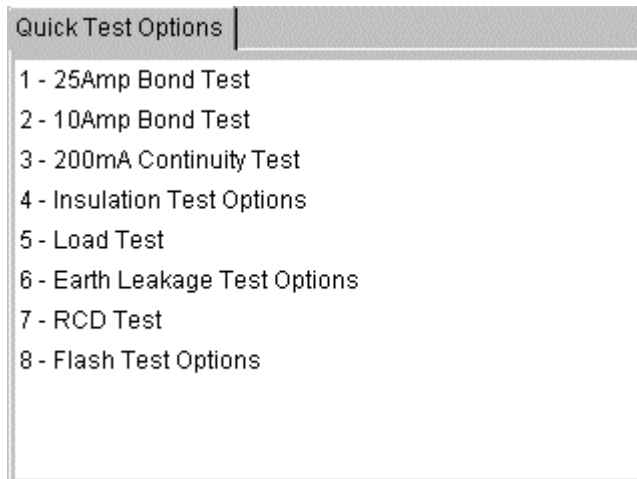 Quick Test Options
1 - 25Amp Bond Test
2 - 10Amp Bond Test
3 - 200mA Continuity Test
4 - Insulation Test Options
5 - Load Test
6 - Earth Leakage Test Options
7 - RCD Test
8 - Flash Test Options